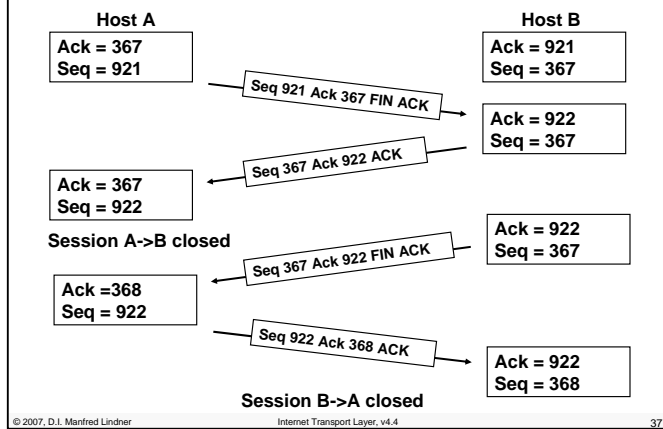 Host A
Host B
Ack = 367
Seq = 921
Ack = 921
Seq = 367
Seq 921 Ack 367 FIN ACK
Ack = 922
Seq = 367
Seq 367 Ack 922 ACK
Ack = 367
Seq = 922
Session A->B closed
Ack = 922
Seq = 367
Seq 367 Ack 922 FIN ACK
Ack =368
Seq = 922
Seq 922 Ack 368 ACK
Ack = 922
Seq = 368
Session B->A closed
© 2007, D.I. Manfred Lindner
Internet Transport Layer, v4.4
37